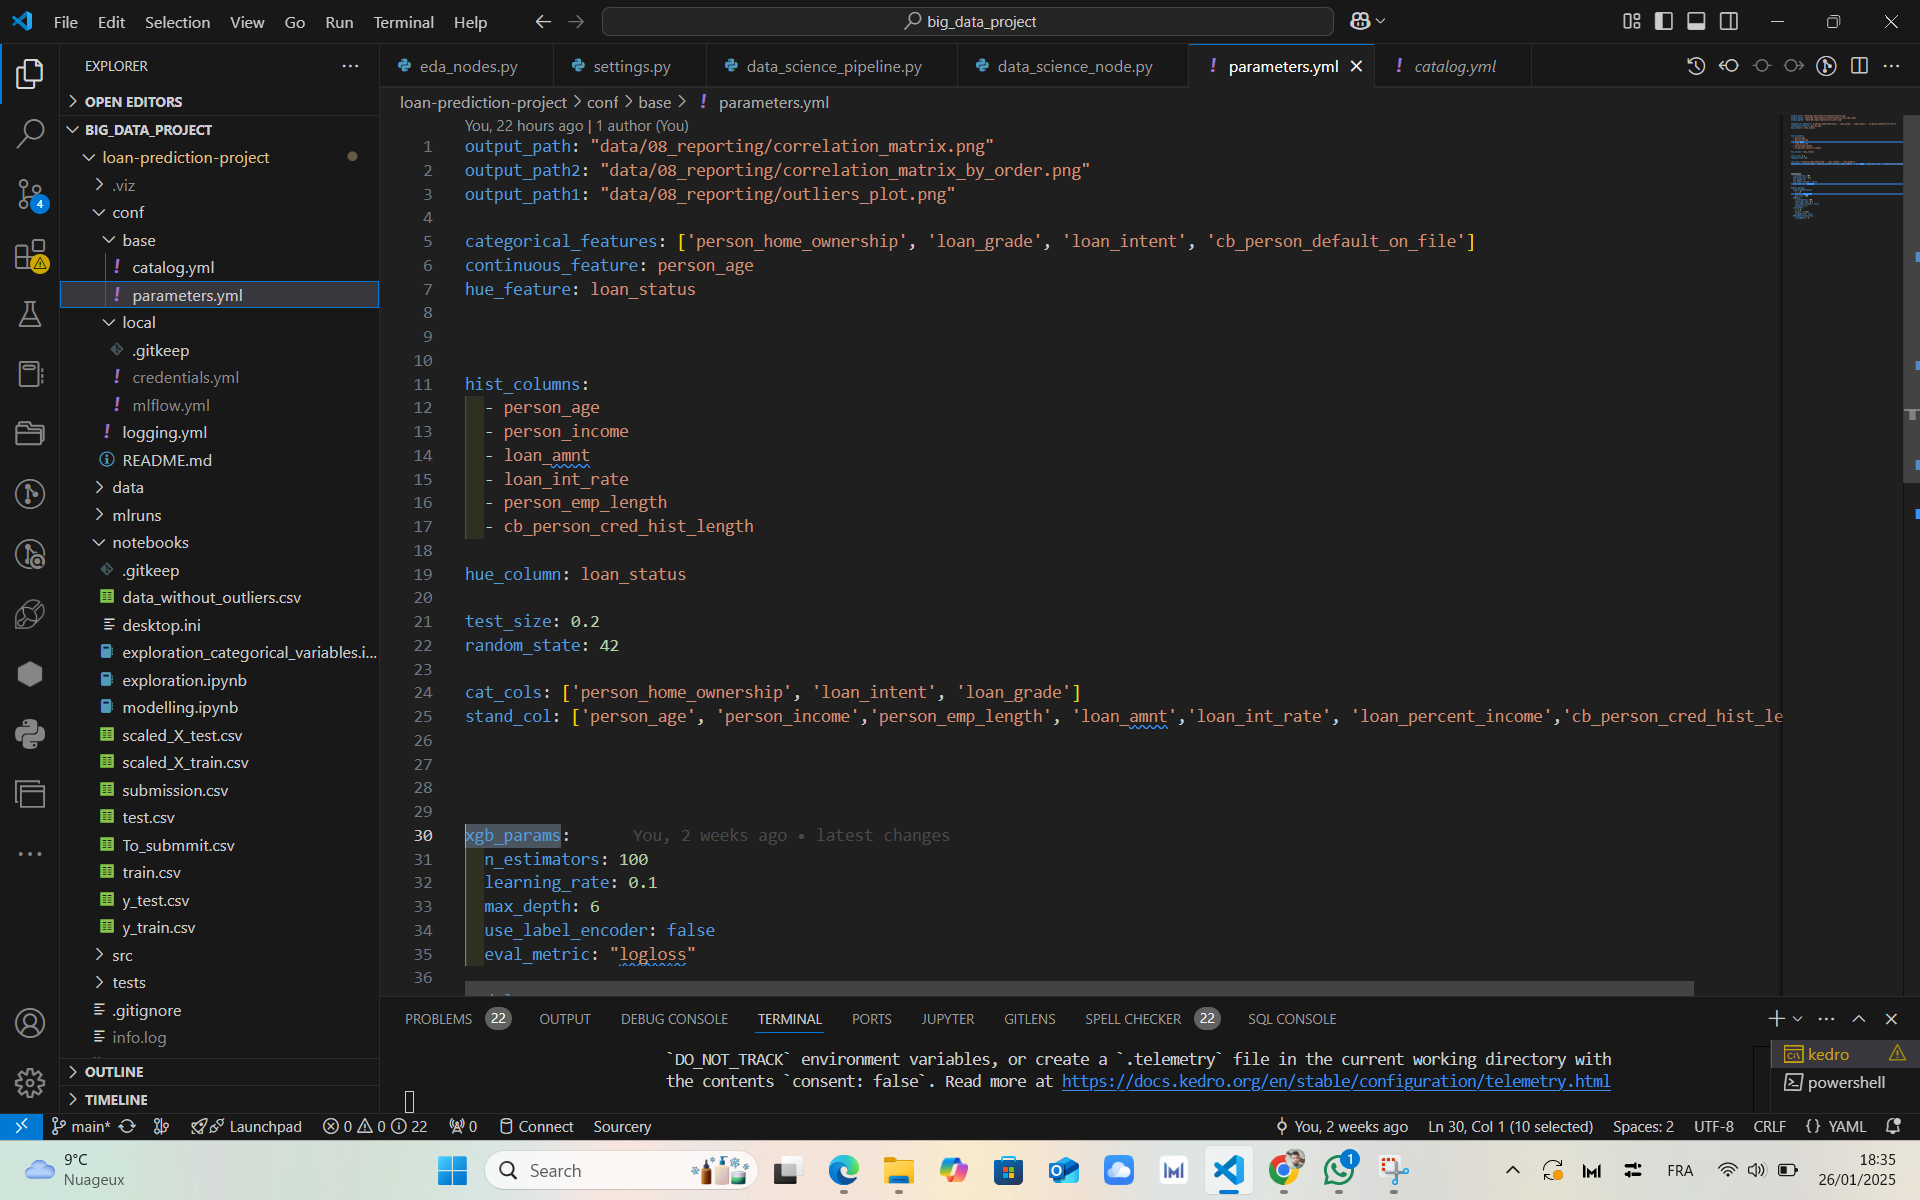 File Edit Selection View Go Run Terminal Help
big_data_project
EXPLORER
OPEN EDITORS
BIG_DATA_PROJECT
loan-prediction-project
.viz
conf
base
catalog.yml
parameters.yml
local
.gitkeep
credentials.yml
mlflow.yml
logging.yml
README.md
data
mlruns
notebooks
.gitkeep
data_without_outliers.csv
desktop.ini
exploration_categorical_variables.i...
exploration.ipynb
modelling.ipynb
scaled_X_test.csv
scaled_X_train.csv
submission.csv
test.csv
To_submmit.csv
train.csv
y_test.csv
y_train.csv
src
tests
.gitignore
info.log
OUTLINE
TIMELINE
4
eda_nodes.py settings.py data_science_pipeline.py data_science_node.py parameters.yml catalog.yml
loan-prediction-project > conf > base > ! parameters.yml
You, 22 hours ago | 1 author (You)
1 output_path: "data/08_reporting/correlation_matrix.png"
2 output_path2: "data/08_reporting/correlation_matrix_by_order.png"
3 output_path1: "data/08_reporting/outliers_plot.png"
4
5 categorical_features: ['person_home_ownership', 'loan_grade', 'loan_intent', 'cb_person_default_on_file']
6 continuous_feature: person_age
7 hue_feature: loan_status
8
9
10
11 hist_columns:
12 - person_age
13 - person_income
14 - loan_amnt
15 - loan_int_rate
16 - person_emp_length
17 - cb_person_cred_hist_length
18
19 hue_column: loan_status
20
21 test_size: 0.2
22 random_state: 42
23
24 cat_cols: ['person_home_ownership', 'loan_intent', 'loan_grade']
25 stand_col: ['person_age', 'person_income','person_emp_length', 'loan_amnt','loan_int_rate', 'loan_percent_income','cb_person_cred_hist_le
26
27
28
29
30 xgb_params: You, 2 weeks ago • latest changes
31 n_estimators: 100
32 learning_rate: 0.1
33 max_depth: 6
34 use_label_encoder: false
35 eval_metric: "logloss"
36
PROBLEMS 22 OUTPUT DEBUG CONSOLE TERMINAL PORTS JUPYTER GITLENS SPELL CHECKER 22 SQL CONSOLE
`DO_NOT_TRACK` environment variables, or create a `.telemetry` file in the current working directory with
the contents `consent: false`. Read more at https://docs.kedro.org/en/stable/configuration/telemetry.html
kedro
powershell
main* Launchpad 0 0 22 0 Connect Sourcery You, 2 weeks ago Ln 30, Col 1 (10 selected) Spaces: 2 UTF-8 CRLF {} YAML
9°C
Nuageux
Search
1
FRA
18:35
26/01/2025